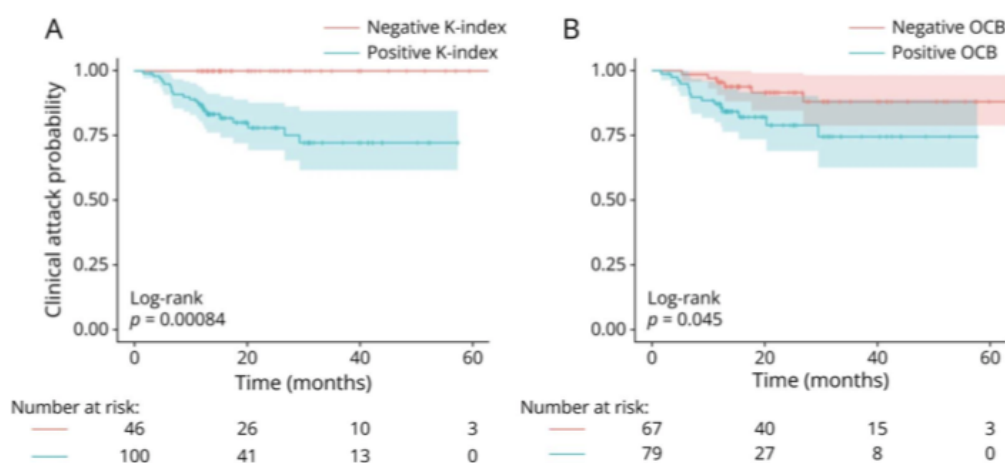 A
Negative K-index
Positive K-index
Clinical attack probability
1.00
0.75
0.50
0.25
0.00
Log-rank
p = 0.00084
0 20 40 60
Time (months)
Number at risk:
46 26 10 3
100 41 13 0
B
Negative OCB
Positive OCB
1.00
0.75
0.50
0.25
0.00
Log-rank
p = 0.045
0 20 40 60
Time (months)
Number at risk:
67 40 15 3
79 27 8 0